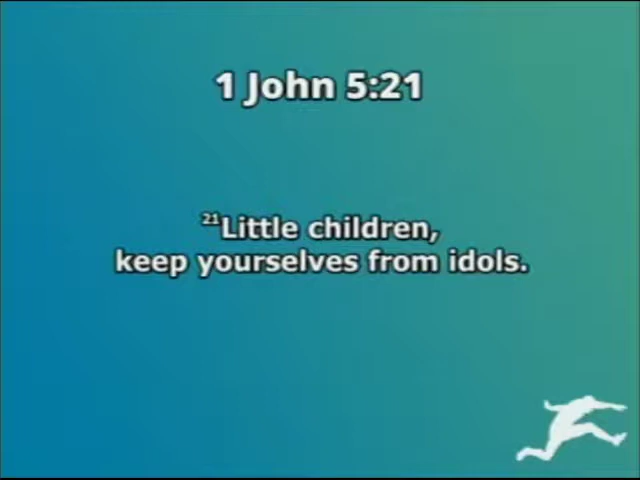 1 John 5:21
21Little children,
keep yourselves from idols.